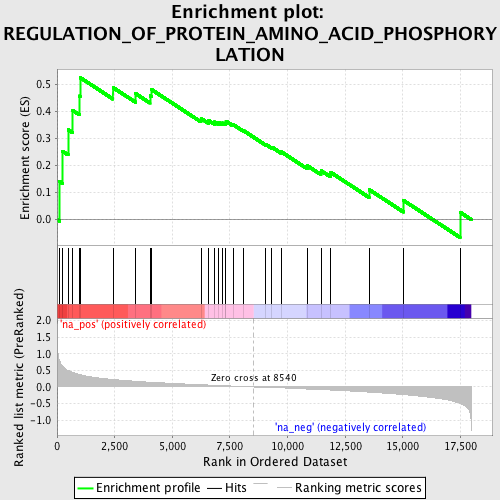 Enrichment plot:
REGULATION_OF_PROTEIN_AMINO_ACID_PHOSPHORY
LATION
Enrichment score (ES)
0.5
0.4
0.3
0.2
0.1
0.0
'na_pos' (positively correlated)
Ranked list metric (PreRanked)
2.0
1.5
1.0
0.5
0.0
-0.5
-1.0
Zero cross at 8540
'na_neg' (negatively correlated)
0
2,500
5,000
7,500
10,000
12,500
15,000
17,500
Rank in Ordered Dataset
Enrichment profile
Hits
Ranking metric scores